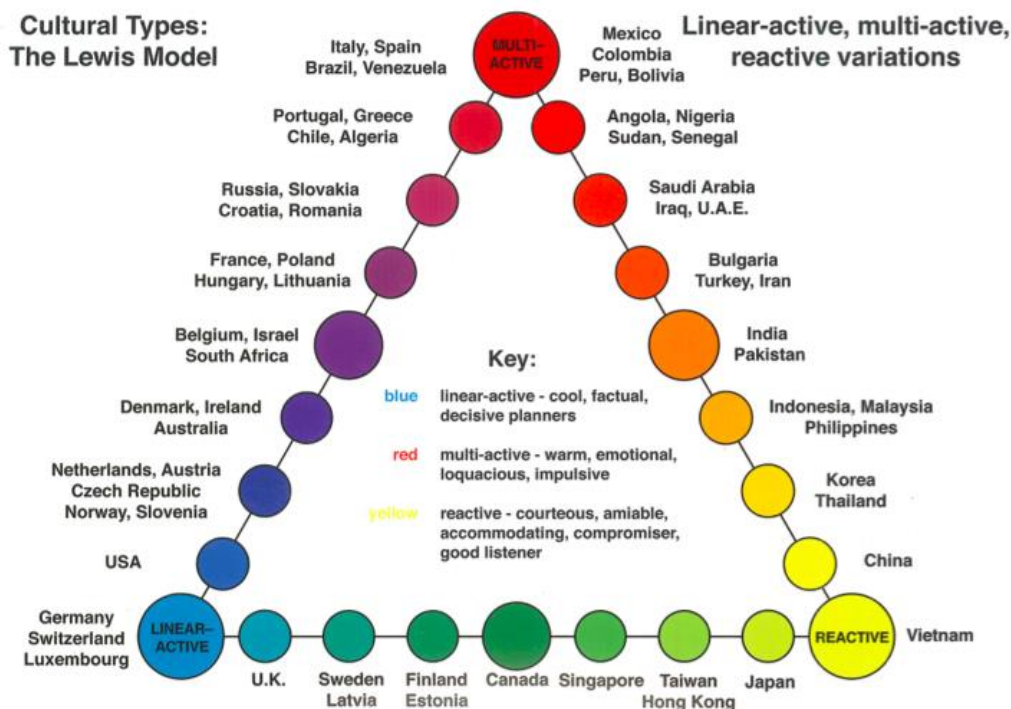 Cultural Types:
The Lewis Model
Linear-active, multi-active,
reactive variations
MULTI–
ACTIVE
Italy, Spain
Brazil, Venezuela
Mexico
Colombia
Peru, Bolivia
Portugal, Greece
Chile, Algeria
Angola, Nigeria
Sudan, Senegal
Russia, Slovakia
Croatia, Romania
Saudi Arabia
Iraq, U.A.E.
France, Poland
Hungary, Lithuania
Bulgaria
Turkey, Iran
Belgium, Israel
South Africa
India
Pakistan
Key:
blue linear-active - cool, factual,
decisive planners
red multi-active - warm, emotional,
loquacious, impulsive
yellow reactive - courteous, amiable,
accommodating, compromiser,
good listener
Denmark, Ireland
Australia
Indonesia, Malaysia
Philippines
Netherlands, Austria
Czech Republic
Norway, Slovenia
Korea
Thailand
USA
China
Germany
Switzerland
Luxembourg
LINEAR–
ACTIVE
REACTIVE
Vietnam
U.K.
Sweden
Latvia
Finland
Estonia
Canada
Singapore
Taiwan
Hong Kong
Japan